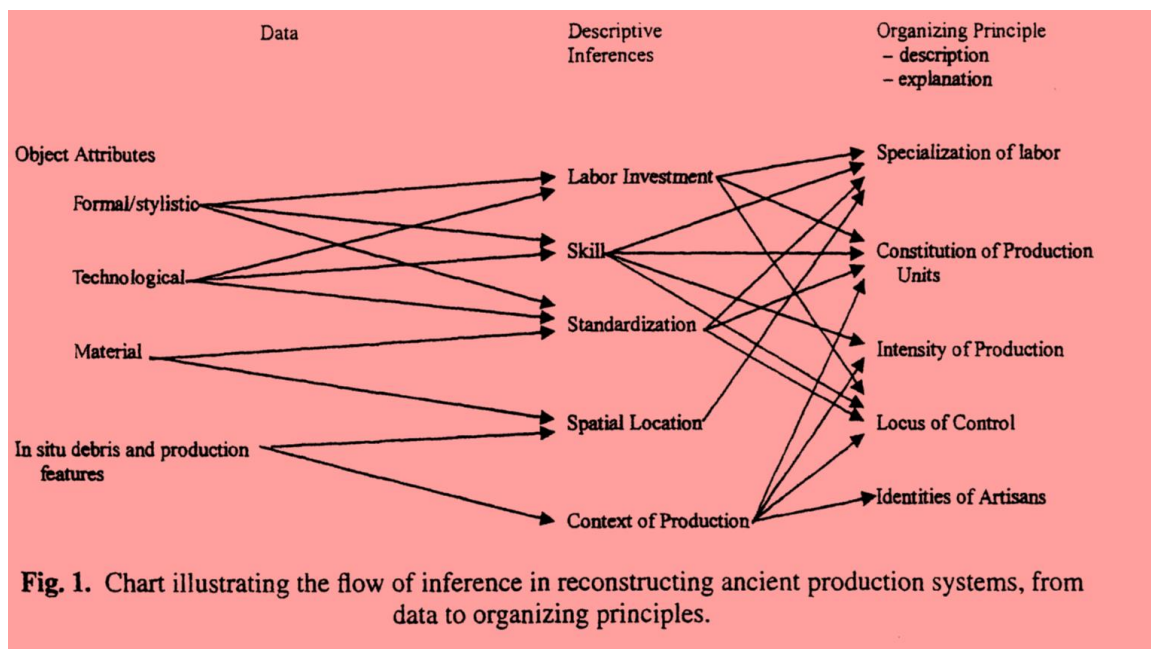 Data
Descriptive
Inferences
Organizing Principle
– description
– explanation
Object Attributes
Formal/stylistic
Technological
Material
In situ debris and production
features
Labor Investment
Skill
Standardization
Spatial Location
Context of Production
Specialization of labor
Constitution of Production
Units
Intensity of Production
Locus of Control
Identities of Artisans
Fig. 1. Chart illustrating the flow of inference in reconstructing ancient production systems, from
data to organizing principles.